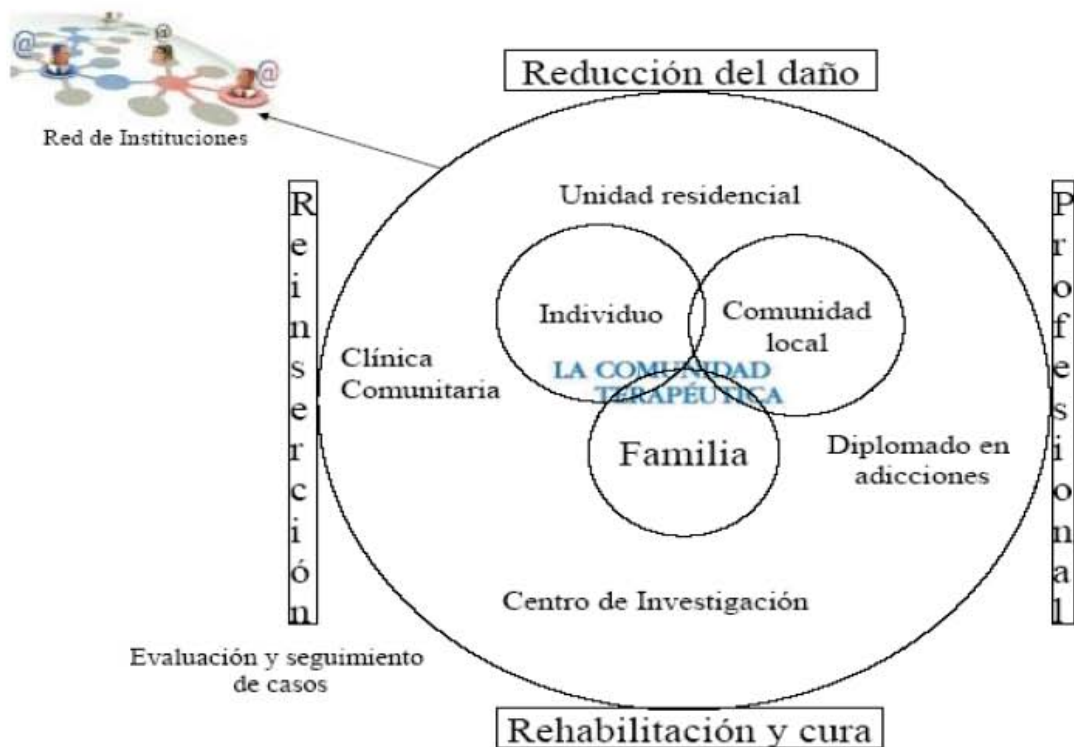 @
@
@
Red de Instituciones
Reducción del daño
Unidad residencial
Reinserción
Profesional
Individuo
Comunidad
local
Clínica
Comunitaria
LA COMUNIDAD
TERAPÉUTICA
Familia
Diplomado en
adicciones
Centro de Investigación
Evaluación y seguimiento
de casos
Rehabilitación y cura